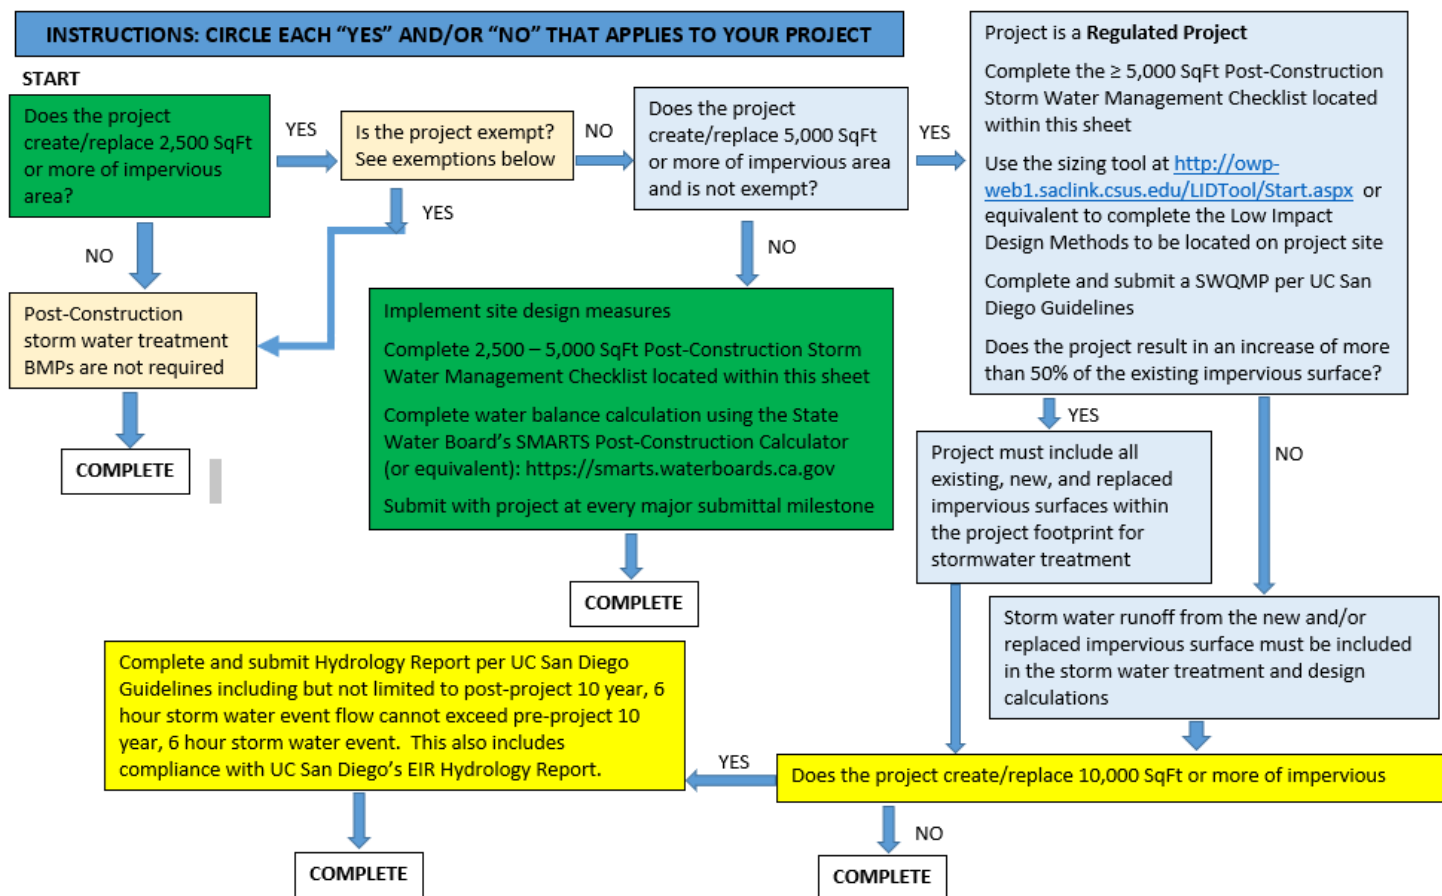 INSTRUCTIONS: CIRCLE EACH “YES” AND/OR “NO” THAT APPLIES TO YOUR PROJECT
START
Does the project
create/replace 2,500 SqFt
or more of impervious
area?
YES
Is the project exempt?
See exemptions below
NO
Does the project
create/replace 5,000 SqFt
or more of impervious area
and is not exempt?
YES
Project is a Regulated Project
Complete the ≥ 5,000 SqFt Post-Construction
Storm Water Management Checklist located
within this sheet
Use the sizing tool at http://owp-
web1.saclink.csus.edu/LIDTool/Start.aspx or
equivalent to complete the Low Impact
Design Methods to be located on project site
Complete and submit a SWQMP per UC San
Diego Guidelines
Does the project result in an increase of more
than 50% of the existing impervious surface?
NO
YES
NO
Post-Construction
storm water treatment
BMPs are not required
COMPLETE
Implement site design measures
Complete 2,500 – 5,000 SqFt Post-Construction Storm
Water Management Checklist located within this sheet
Complete water balance calculation using the State
Water Board’s SMARTS Post-Construction Calculator
(or equivalent): https://smarts.waterboards.ca.gov
Submit with project at every major submittal milestone
COMPLETE
YES
NO
Project must include all
existing, new, and replaced
impervious surfaces within
the project footprint for
stormwater treatment
Storm water runoff from the new and/or
replaced impervious surface must be included
in the storm water treatment and design
calculations
Does the project create/replace 10,000 SqFt or more of impervious
YES
Complete and submit Hydrology Report per UC San Diego
Guidelines including but not limited to post-project 10 year, 6
hour storm water event flow cannot exceed pre-project 10
year, 6 hour storm water event.  This also includes
compliance with UC San Diego’s EIR Hydrology Report.
NO
COMPLETE
COMPLETE